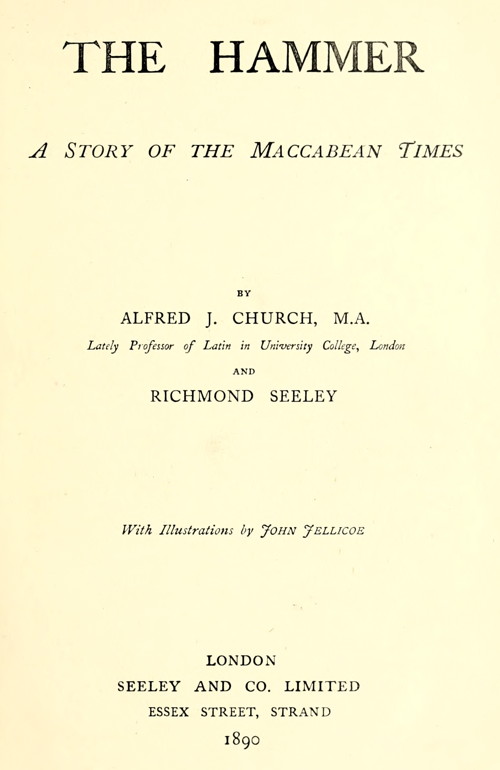 THE HAMMER
A STORY OF THE MACCABEAN TIMES
BY
ALFRED J. CHURCH, M.A.
Lately Professor of Latin in University College, London
AND
RICHMOND SEELEY
With Illustrations by JOHN JELLICOE
LONDON
SEELEY AND CO. LIMITED
ESSEX STREET, STRAND
1890